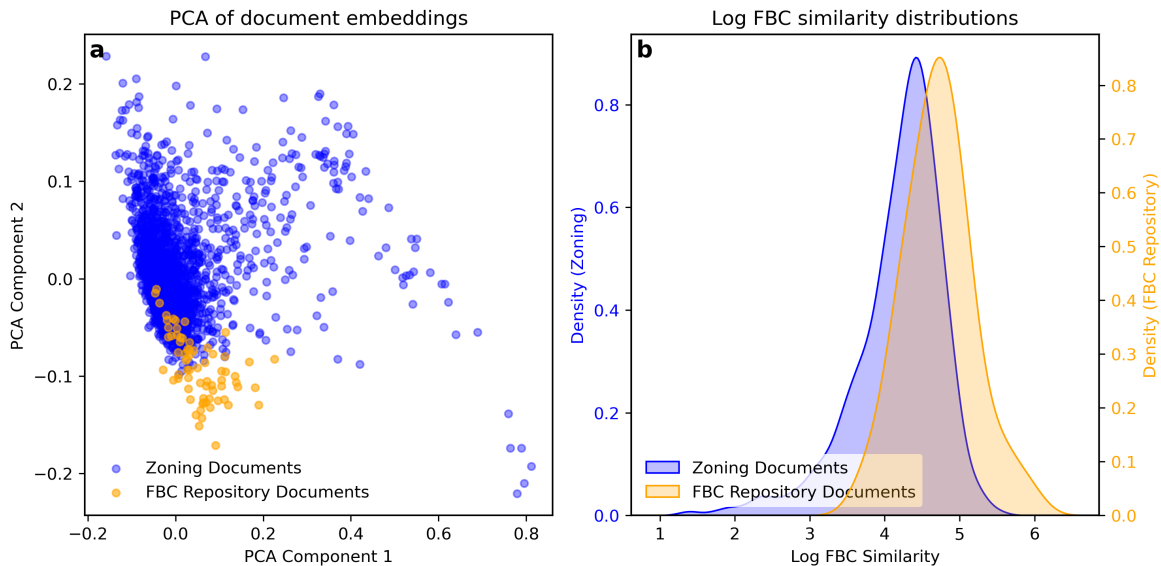 PCA of document embeddings
a
0.2
0.1
0.0
−0.1
−0.2
PCA Component 2
Zoning Documents
FBC Repository Documents
−0.2 0.0 0.2 0.4 0.6 0.8
PCA Component 1
Log FBC similarity distributions
b
0.8
0.6
0.4
0.2
0.0
Density (Zoning)
0.8
0.7
0.6
0.5
0.4
0.3
0.2
0.1
0.0
Density (FBC Repository)
Zoning Documents
FBC Repository Documents
1 2 3 4 5 6
Log FBC Similarity